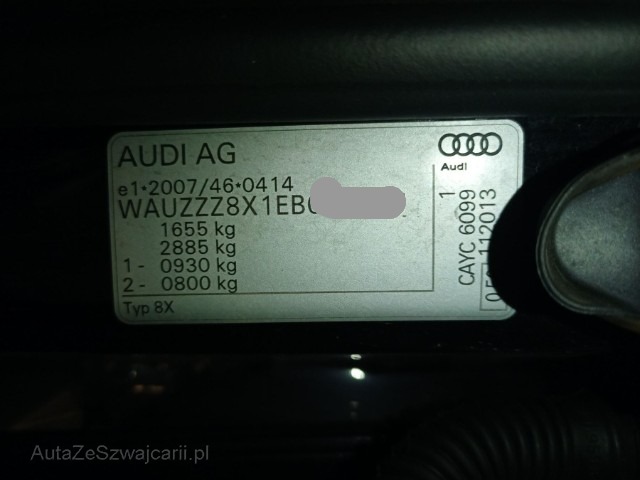 AUDI AG
Audi
e1*2007/46*0414
WAUZZZ8X1EB
1655 kg
2885 kg
1- 0930 kg
2- 0800 kg
Typ 8X
CAYC 6099 1
112013
AutaZeSzwajcarii.pl